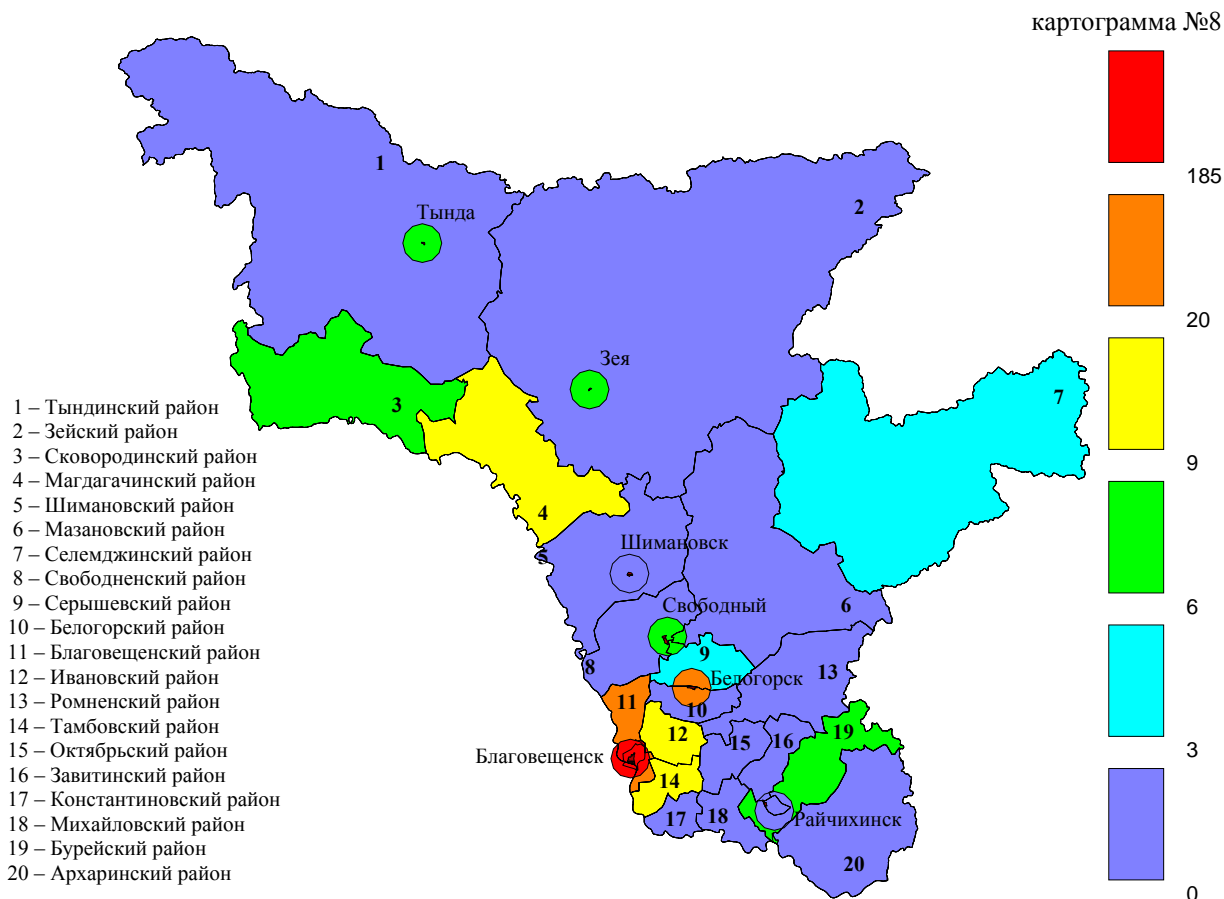 картограмма №8
185
20
9
6
3
0
1
Тында
2
Зея
3
4
7
Шимановск
5
6
Свободный
8
9
Белогорск
13
10
11
12
15
16
19
Благовещенск
14
17
18
Райчихинск
20
1 – Тындинский район
2 – Зейский район
3 – Сковородинский район
4 – Магдагачинский район
5 – Шимановский район
6 – Мазановский район
7 – Селемджинский район
8 – Свободненский район
9 – Серышевский район
10 – Белогорский район
11 – Благовещенский район
12 – Ивановский район
13 – Ромненский район
14 – Тамбовский район
15 – Октябрьский район
16 – Завитинский район
17 – Константиновский район
18 – Михайловский район
19 – Бурейский район
20 – Архаринский район